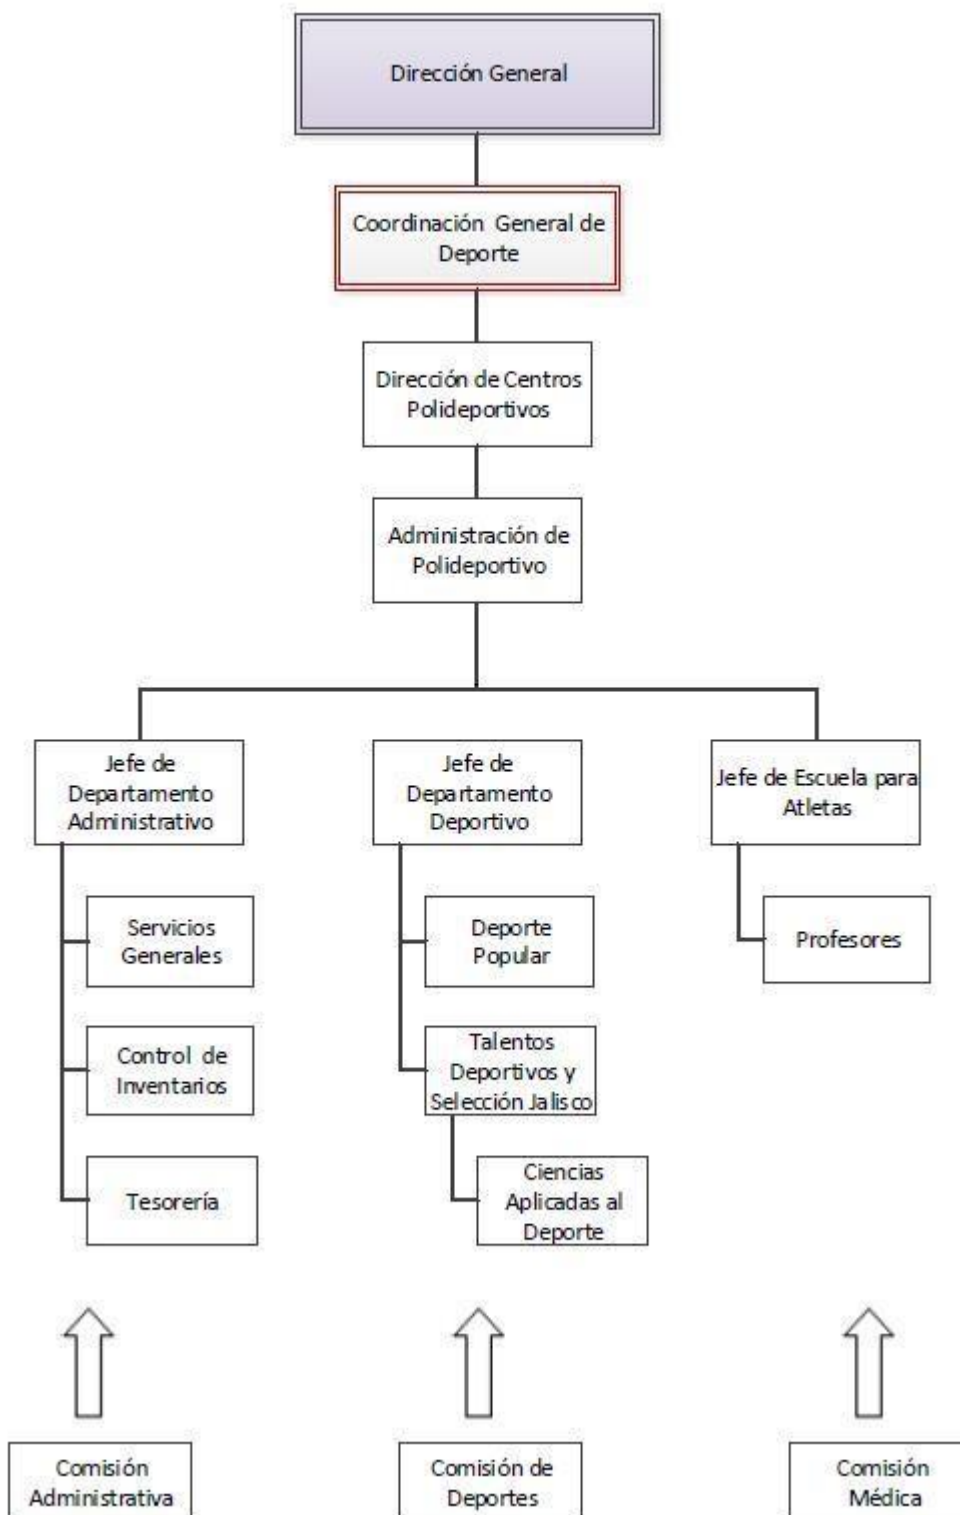 Dirección General
Coordinación General de
Deporte
Dirección de Centros
Polideportivos
Administración de
Polideportivo
Jefe de
Departamento
Administrativo
Jefe de
Departamento
Deportivo
Jefe de Escuela para
Atletas
Servicios
Generales
Deporte
Popular
Profesores
Control de
Inventarios
Talentos
Deportivos y
Selección Jalisco
Tesorería
Ciencias
Aplicadas al
Deporte
Comisión
Administrativa
Comisión de
Deportes
Comisión
Médica